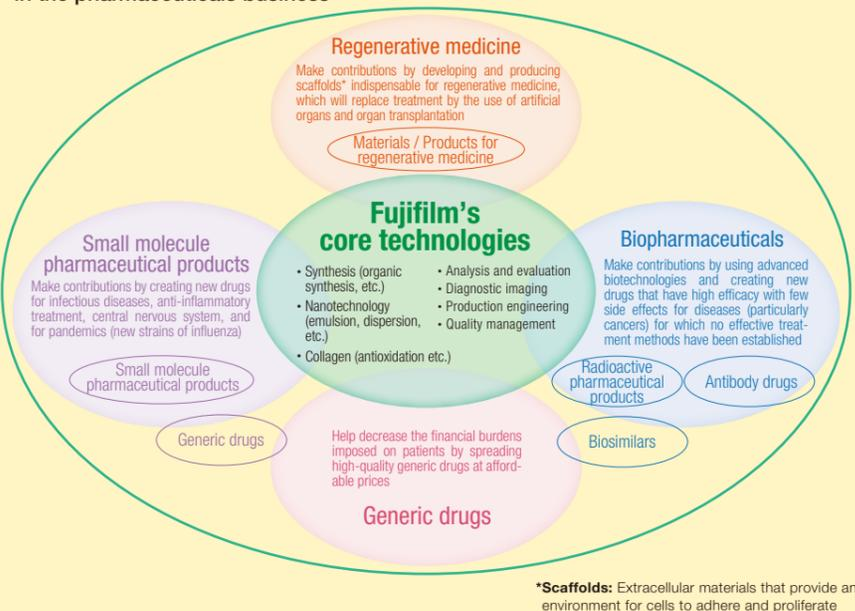 in the pharmaceuticals business
Regenerative medicine
Make contributions by developing and producing
scaffolds* indispensable for regenerative medicine,
which will replace treatment by the use of artificial
organs and organ transplantation
Materials / Products for
regenerative medicine
Fujifilm's
core technologies
• Synthesis (organic
synthesis, etc.)
• Nanotechnology
(emulsion, dispersion,
etc.)
• Collagen (antioxidation etc.)
• Analysis and evaluation
• Diagnostic imaging
• Production engineering
• Quality management
Small molecule
pharmaceutical products
Make contributions by creating new drugs
for infectious diseases, anti-inflammatory
treatment, central nervous system, and
for pandemics (new strains of influenza)
Small molecule
pharmaceutical products
Generic drugs
Biopharmaceuticals
Make contributions by using advanced
biotechnologies and creating new
drugs that have high efficacy with few
side effects for diseases (particularly
cancers) for which no effective treat-
ment methods have been established
Radioactive
pharmaceutical
products
Antibody drugs
Biosimilars
Help decrease the financial burdens
imposed on patients by spreading
high-quality generic drugs at afford-
able prices
Generic drugs
*Scaffolds: Extracellular materials that provide an
environment for cells to adhere and proliferate